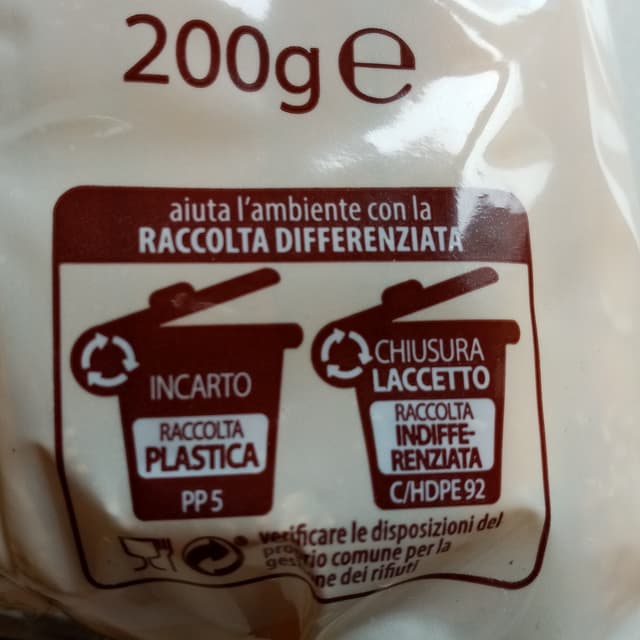 200g e
aiuta l'ambiente con la
RACCOLTA DIFFERENZIATA
INCARTO
RACCOLTA
PLASTICA
PP 5
CHIUSURA
LACCETTO
RACCOLTA
INDIFFE-
RENZIATA
C/HDPE 92
verificare le disposizioni del
comune per la
dei rifiuti